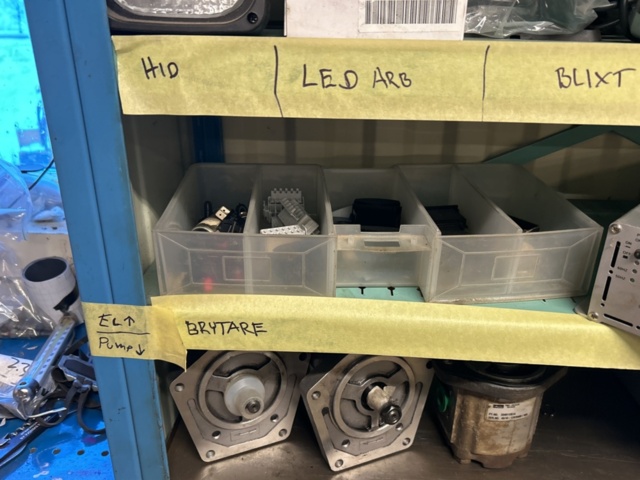 HID
LED ARB
BLIXT
EL↑
PUMP↓
BRYTARE